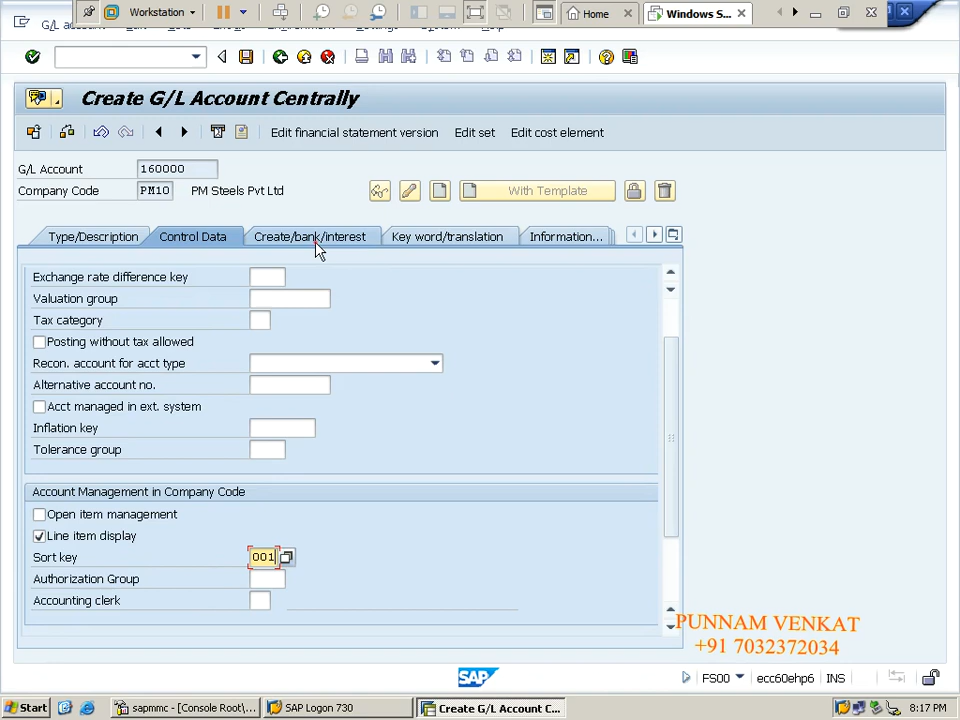 Workstation
Home
Windows S...
G/L account
Create G/L Account Centrally
Edit financial statement version
Edit set
Edit cost element
G/L Account
160000
Company Code
PM10
PM Steels Pvt Ltd
With Template
Type/Description
Control Data
Create/bank/interest
Key word/translation
Information...
Exchange rate difference key
Valuation group
Tax category
Posting without tax allowed
Recon. account for acct type
Alternative account no.
Acct managed in ext. system
Inflation key
Tolerance group
Account Management in Company Code
Open item management
Line item display
Sort key
001
Authorization Group
Accounting clerk
PUNNAM VENKAT
+91 7032372034
SAP
FS00
ecc60ehp6
INS
Start
sapmmc - [Console Root\...
SAP Logon 730
Create G/L Account C...
8:17 PM